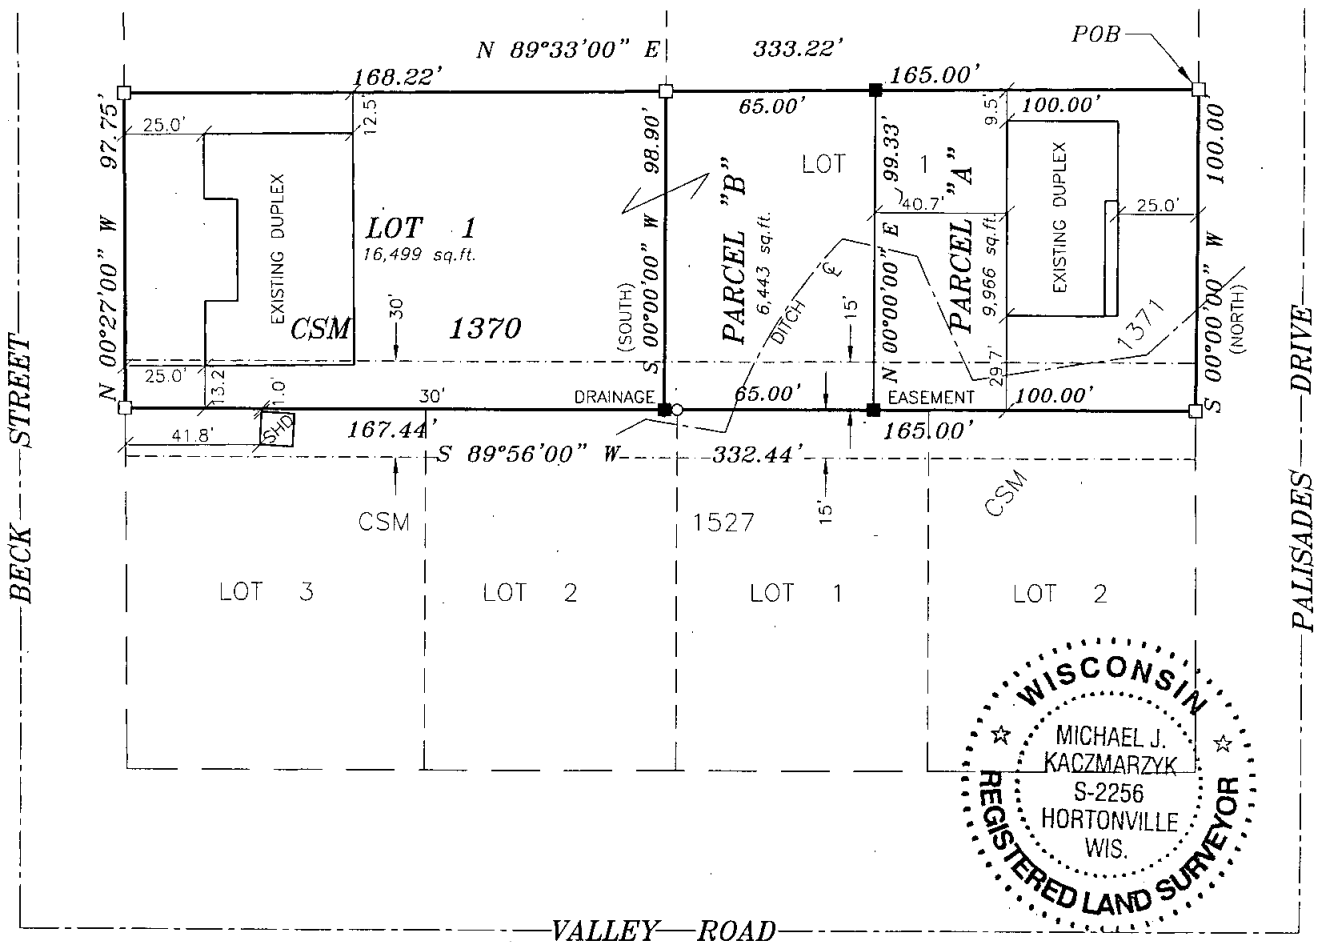 N 89°33'00" E 333.22'
POB
168.22'
165.00'
65.00'
100.00'
N 00°27'00" W 97.75'
25.0'
12.5'
EXISTING DUPLEX
LOT 1
16,499 sq.ft.
CSM 1370
30'
(SOUTH)
S 00°00'00" W 98.90'
PARCEL "B"
6,443 sq.ft.
LOT 1
DITCH
℄
15'
N 00°00'00" E 99.33'
40.7'
PARCEL "A"
9,966 sq.ft.
9.5'
EXISTING DUPLEX
25.0'
29.7'
1371
S 00°00'00" W 100.00'
(NORTH)
25.0'
13.2'
1.0'
30'
DRAINAGE
65.00'
EASEMENT
100.00'
41.8'
SHD
167.44'
165.00'
S 89°56'00" W 332.44'
15'
CSM
CSM 1527
LOT 3
LOT 2
LOT 1
LOT 2
BECK STREET
PALISADES DRIVE
VALLEY ROAD
WISCONSIN
MICHAEL J.
KACZMARZYK
S-2256
HORTONVILLE
WIS.
REGISTERED LAND SURVEYOR